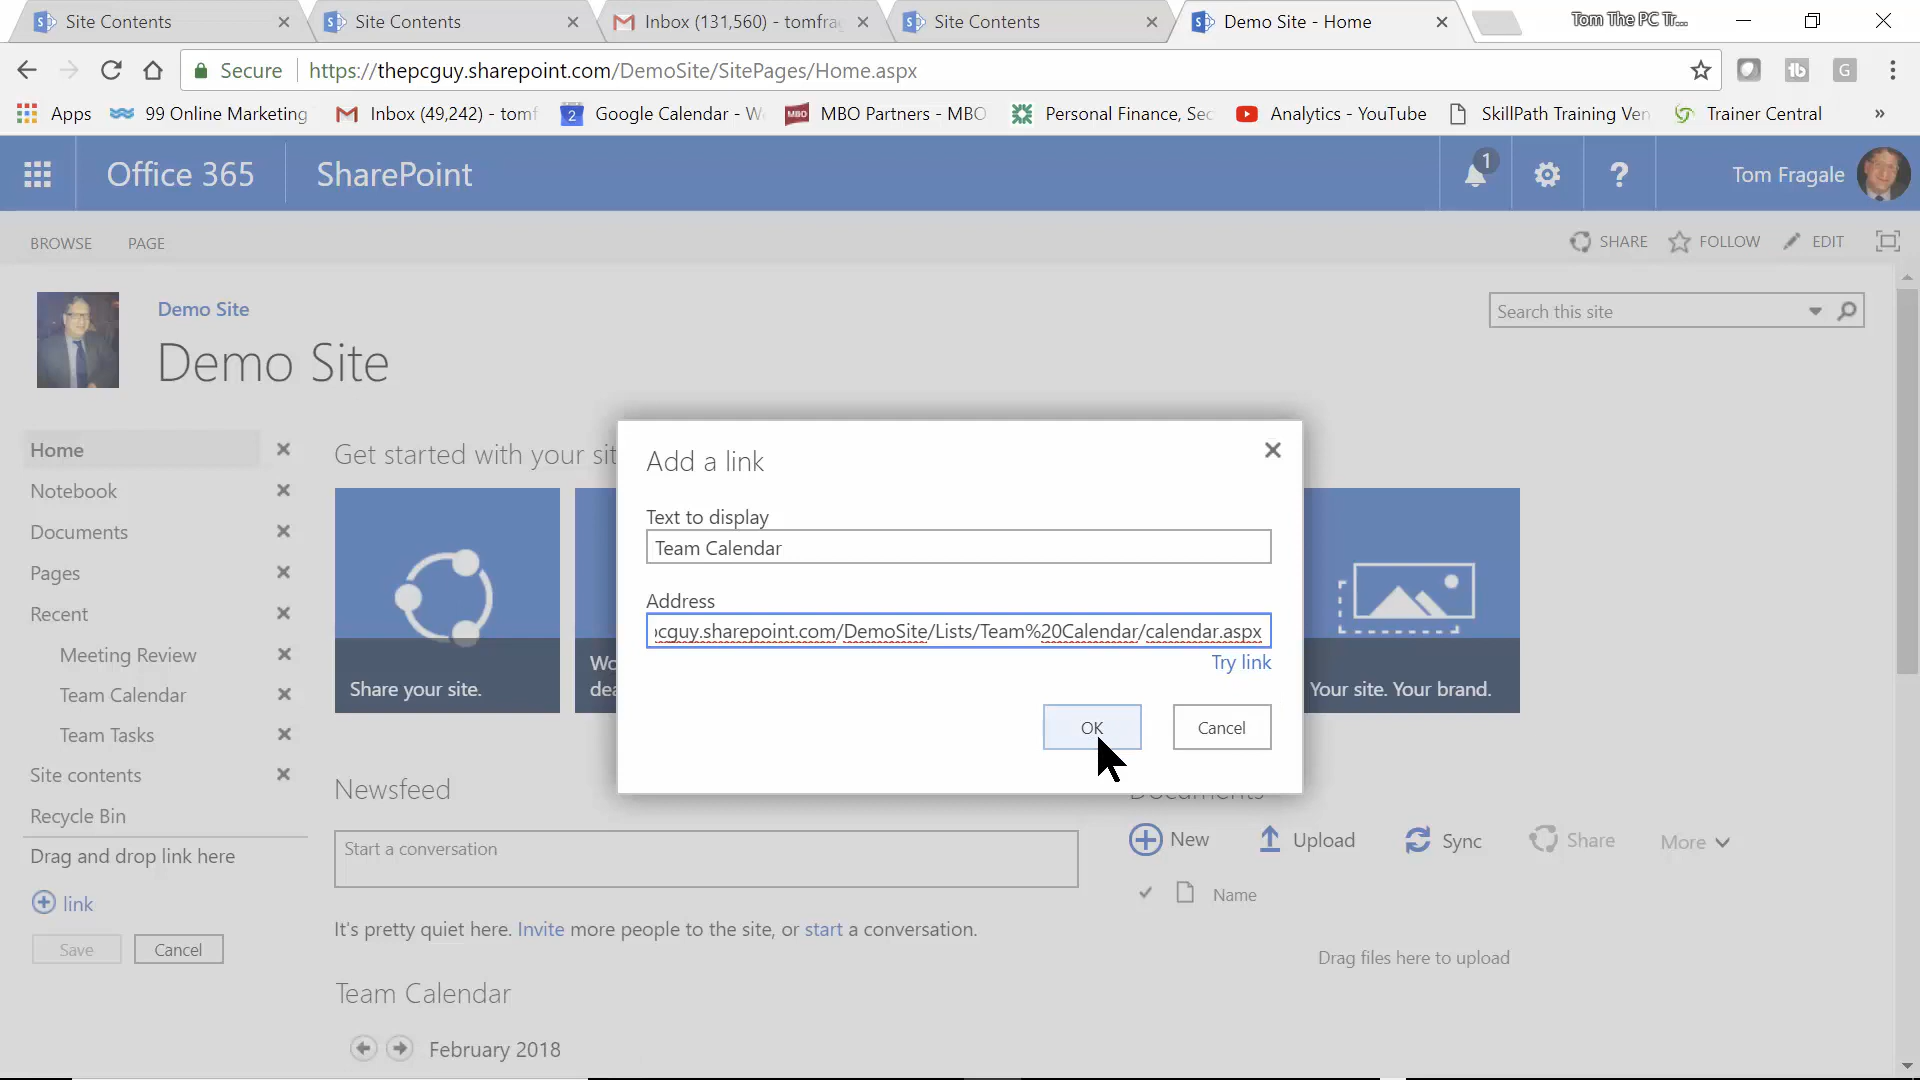 Site Contents
Site Contents
Inbox (131,560) - tomfra
Site Contents
Demo Site - Home
Tom The PC Tr...
Secure
https://thepcguy.sharepoint.com/DemoSite/SitePages/Home.aspx
Apps
99 Online Marketing
Inbox (49,242) - tomf
2
Google Calendar - W
MBO
MBO Partners - MBO
Personal Finance, Sec
Analytics - YouTube
SkillPath Training Ven
Trainer Central
»
Office 365
SharePoint
1
?
Tom Fragale
BROWSE
PAGE
SHARE
FOLLOW
EDIT
Demo Site
Demo Site
Search this site
Home
Notebook
Documents
Pages
Recent
Meeting Review
Team Calendar
Team Tasks
Site contents
Recycle Bin
Drag and drop link here
link
Save
Cancel
Get started with your sit
Share your site.
Wo
dea
Your site. Your brand.
Add a link
Text to display
Team Calendar
Address
pcguy.sharepoint.com/DemoSite/Lists/Team%20Calendar/calendar.aspx
Try link
OK
Cancel
Newsfeed
Start a conversation
It's pretty quiet here. Invite more people to the site, or start a conversation.
Team Calendar
February 2018
Documents
New
Upload
Sync
Share
More
Name
Drag files here to upload